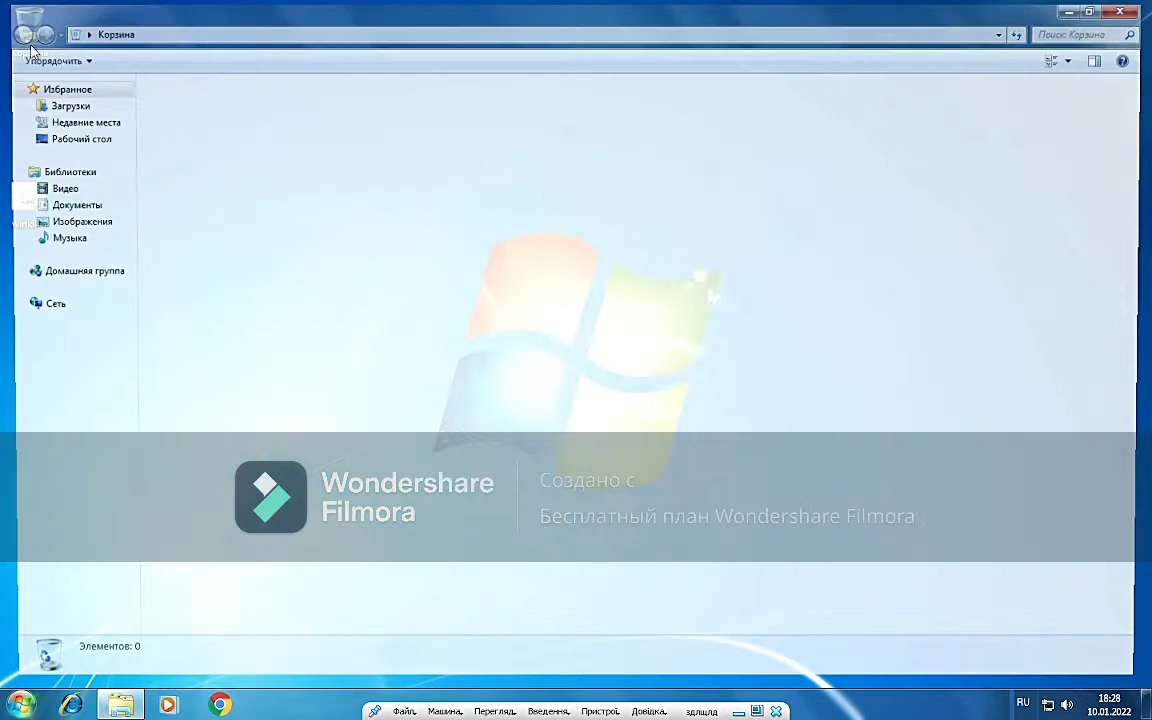 Корзина
Поиск: Корзина
Упорядочить
Избранное
Загрузки
Недавние места
Рабочий стол
Библиотеки
Видео
Документы
Изображения
Музыка
Домашняя группа
Сеть
Wondershare
Filmora
Создано с
Бесплатный план Wondershare Filmora
Элементов: 0
Файл Машина Перегляд Введення Пристрої Довідка здлщлд
RU
18:28
10.01.2022